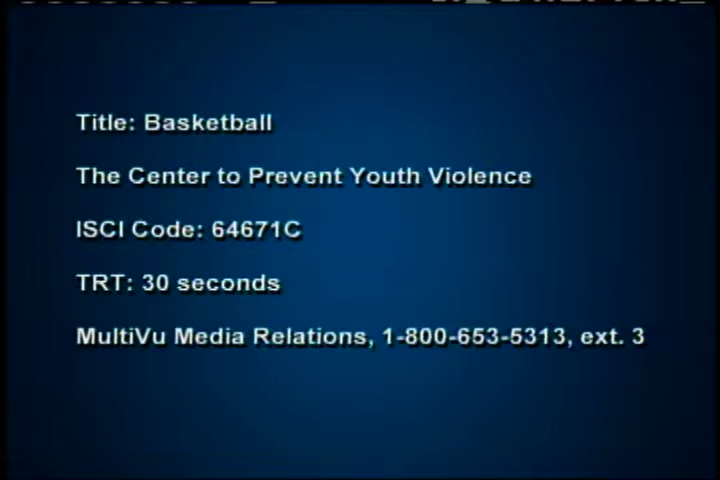 Title: Basketball
The Center to Prevent Youth Violence
ISCI Code: 64671C
TRT: 30 seconds
MultiVu Media Relations, 1-800-653-5313, ext. 3